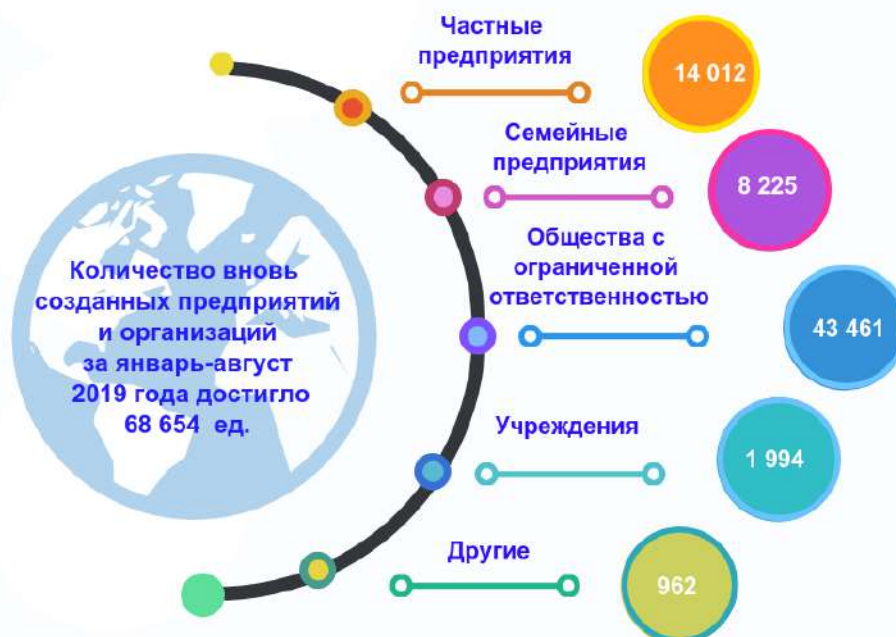 Частные
предприятия
14 012
Семейные
предприятия
8 225
Общества с
ограниченной
ответственностью
43 461
Количество вновь
созданных предприятий
и организаций
за январь-август
2019 года достигло
68 654 ед.
Учреждения
1 994
Другие
962